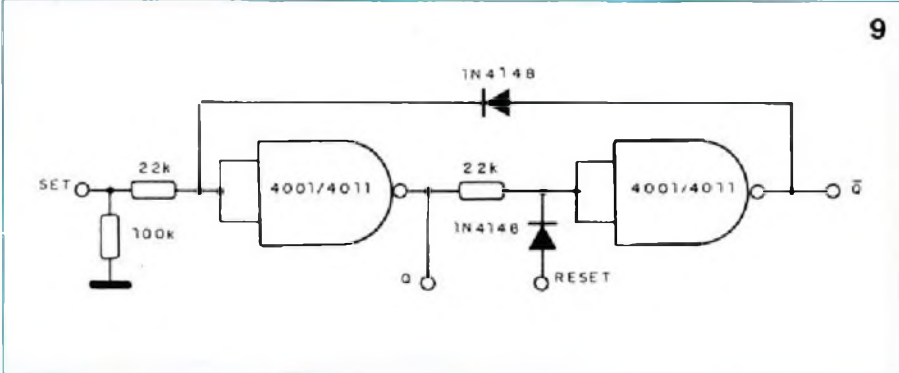 9
1N4148
22k
22k
SET
4001/4011
4001/4011
Q̅
100k
1N4148
Q
RESET